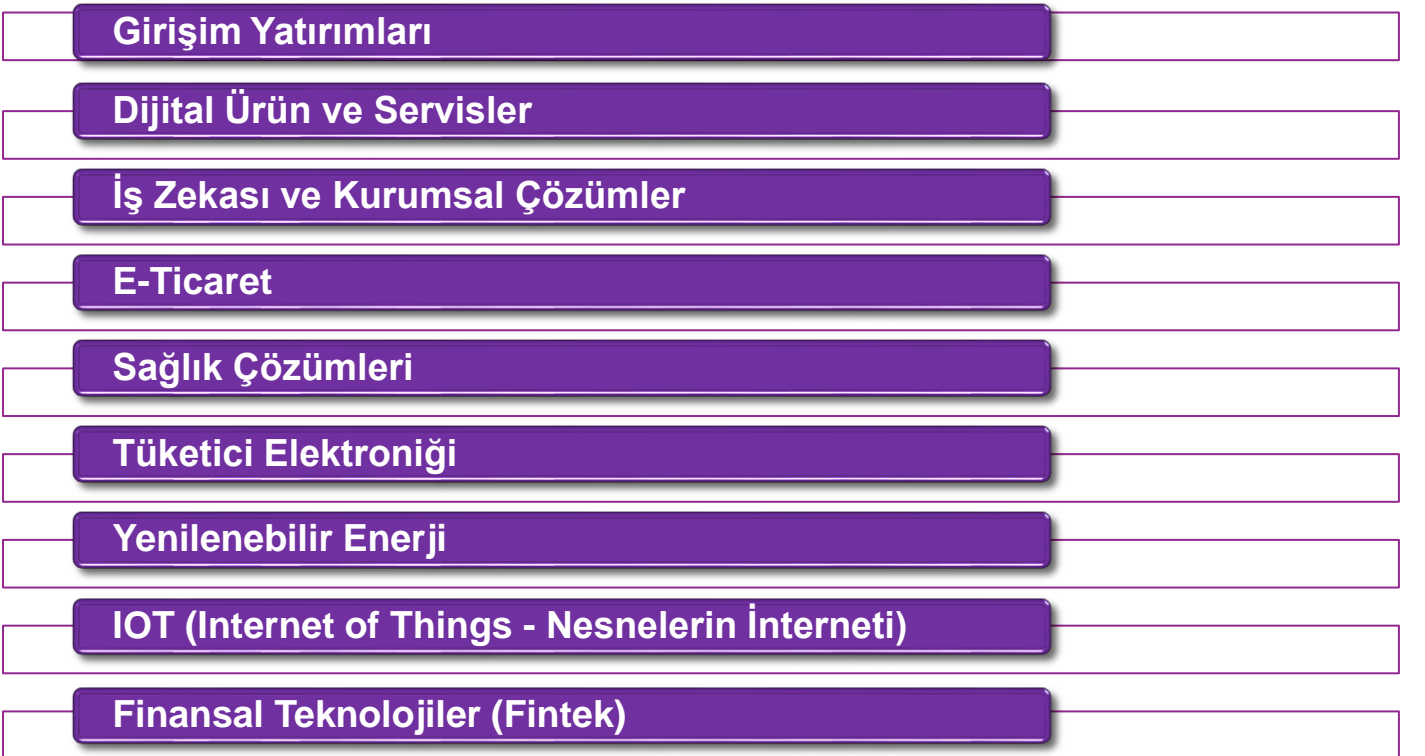 Girişim Yatırımları
Dijital Ürün ve Servisler
İş Zekası ve Kurumsal Çözümler
E-Ticaret
Sağlık Çözümleri
Tüketici Elektroniği
Yenilenebilir Enerji
IOT (Internet of Things - Nesnelerin İnterneti)
Finansal Teknolojiler (Fintek)